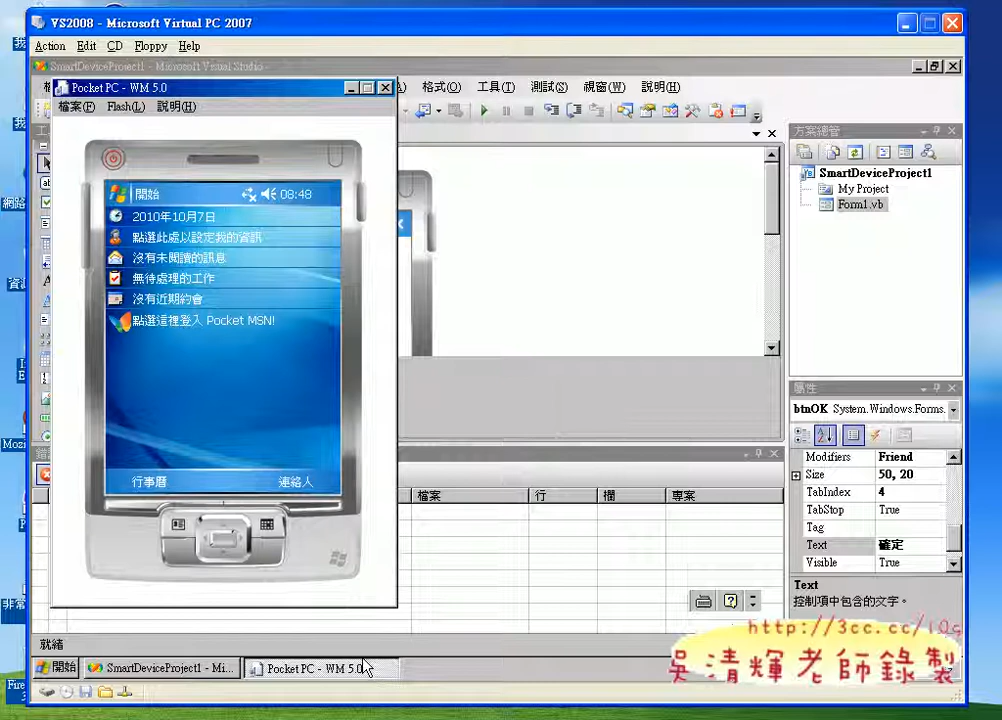 VS2008 - Microsoft Virtual PC 2007
Action Edit CD Floppy Help
SmartDeviceProject1 - Microsoft Visual Studio
格式(O) 工具(T) 測試(S) 視窗(W) 說明(H)
Pocket PC - WM 5.0
檔案(F) Flash(L) 說明(H)
開始 08:48
2010年10月7日
點選此處以設定我的資訊
沒有未閱讀的訊息
無待處理的工作
沒有近期約會
點選這裡登入 Pocket MSN!
行事曆 連絡人
方案總管
SmartDeviceProject1
My Project
Form1.vb
屬性
btnOK System.Windows.Forms.
Modifiers Friend
Size 50, 20
TabIndex 4
TabStop True
Tag
Text 確定
Visible True
Text
控制項中包含的文字。
檔案 行 欄 專案
就緒
開始 SmartDeviceProject1 - Mi... Pocket PC - WM 5.0
http://3cc.cc/10q
吳清輝老師錄製